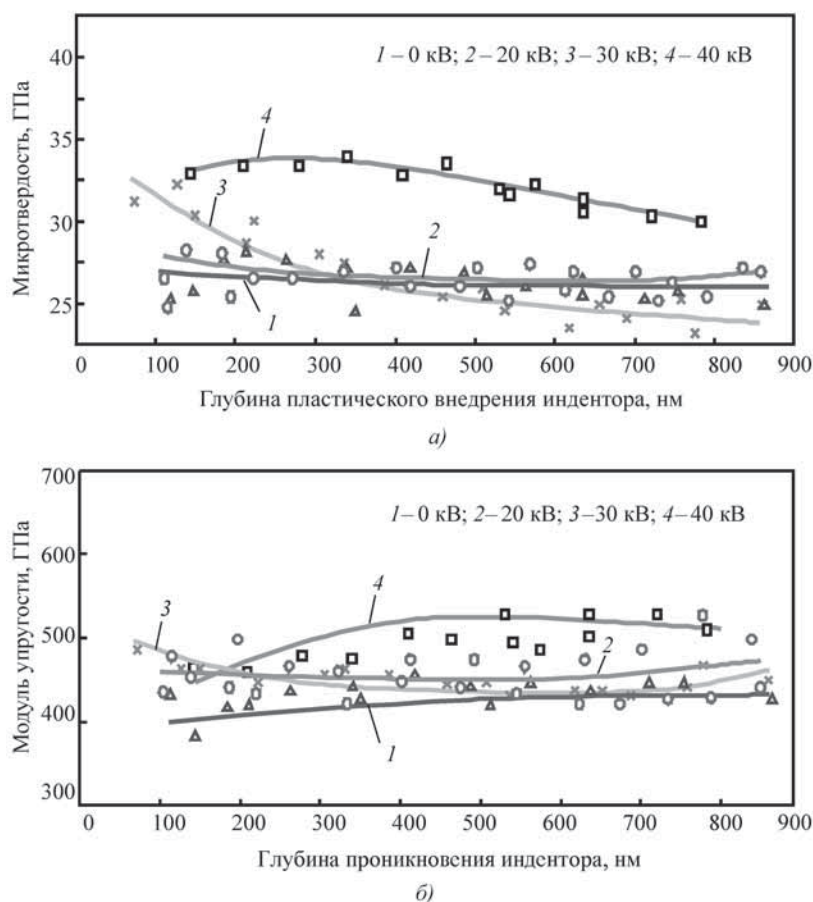 40
35
30
25
Микротвердость, ГПа
1 – 0 кВ; 2 – 20 кВ; 3 – 30 кВ; 4 – 40 кВ
4
3
2
1
100 200 300 400 500 600 700 800 900
Глубина пластического внедрения индентора, нм
а)
700
600
500
400
300
Модуль упругости, ГПа
1 – 0 кВ; 2 – 20 кВ; 3 – 30 кВ; 4 – 40 кВ
3
4
2
1
0 100 200 300 400 500 600 700 800 900
Глубина проникновения индентора, нм
б)